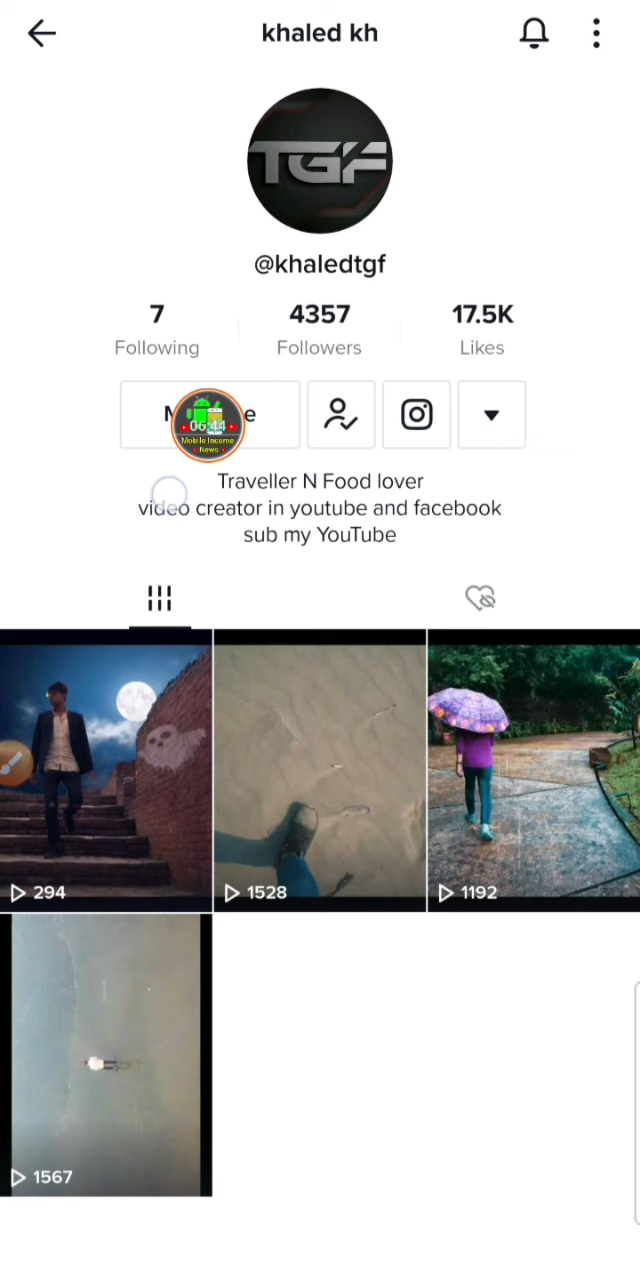 khaled kh
TGF
@khaledtgf
7
4357
17.5K
Following
Followers
Likes
06:44
Mobile Income
News
Traveller N Food lover
video creator in youtube and facebook
sub my YouTube
294
1528
1192
1567